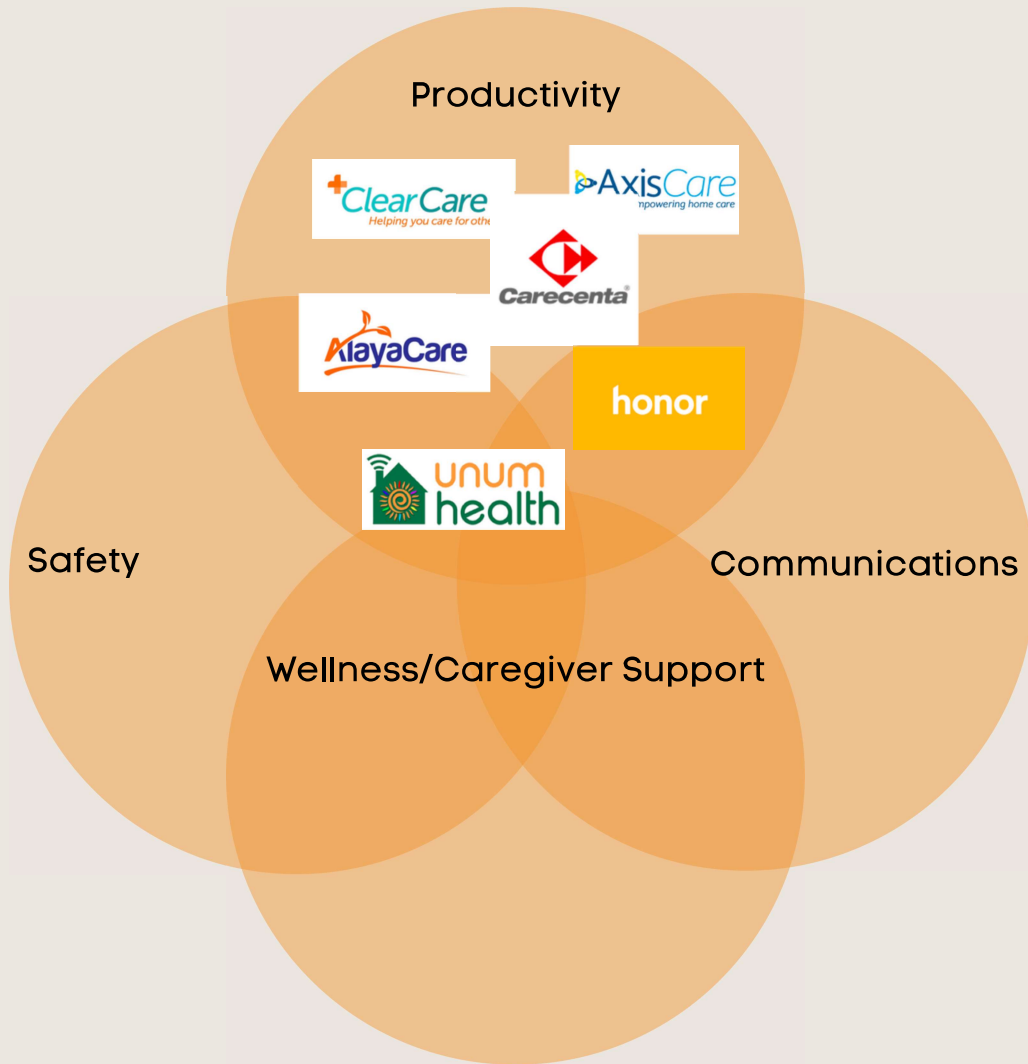 Productivity
ClearCare
Helping you care for othe
AxisCare
mpowering home care
Carecenta
AlayaCare
honor
unum
health
Safety
Communications
Wellness/Caregiver Support